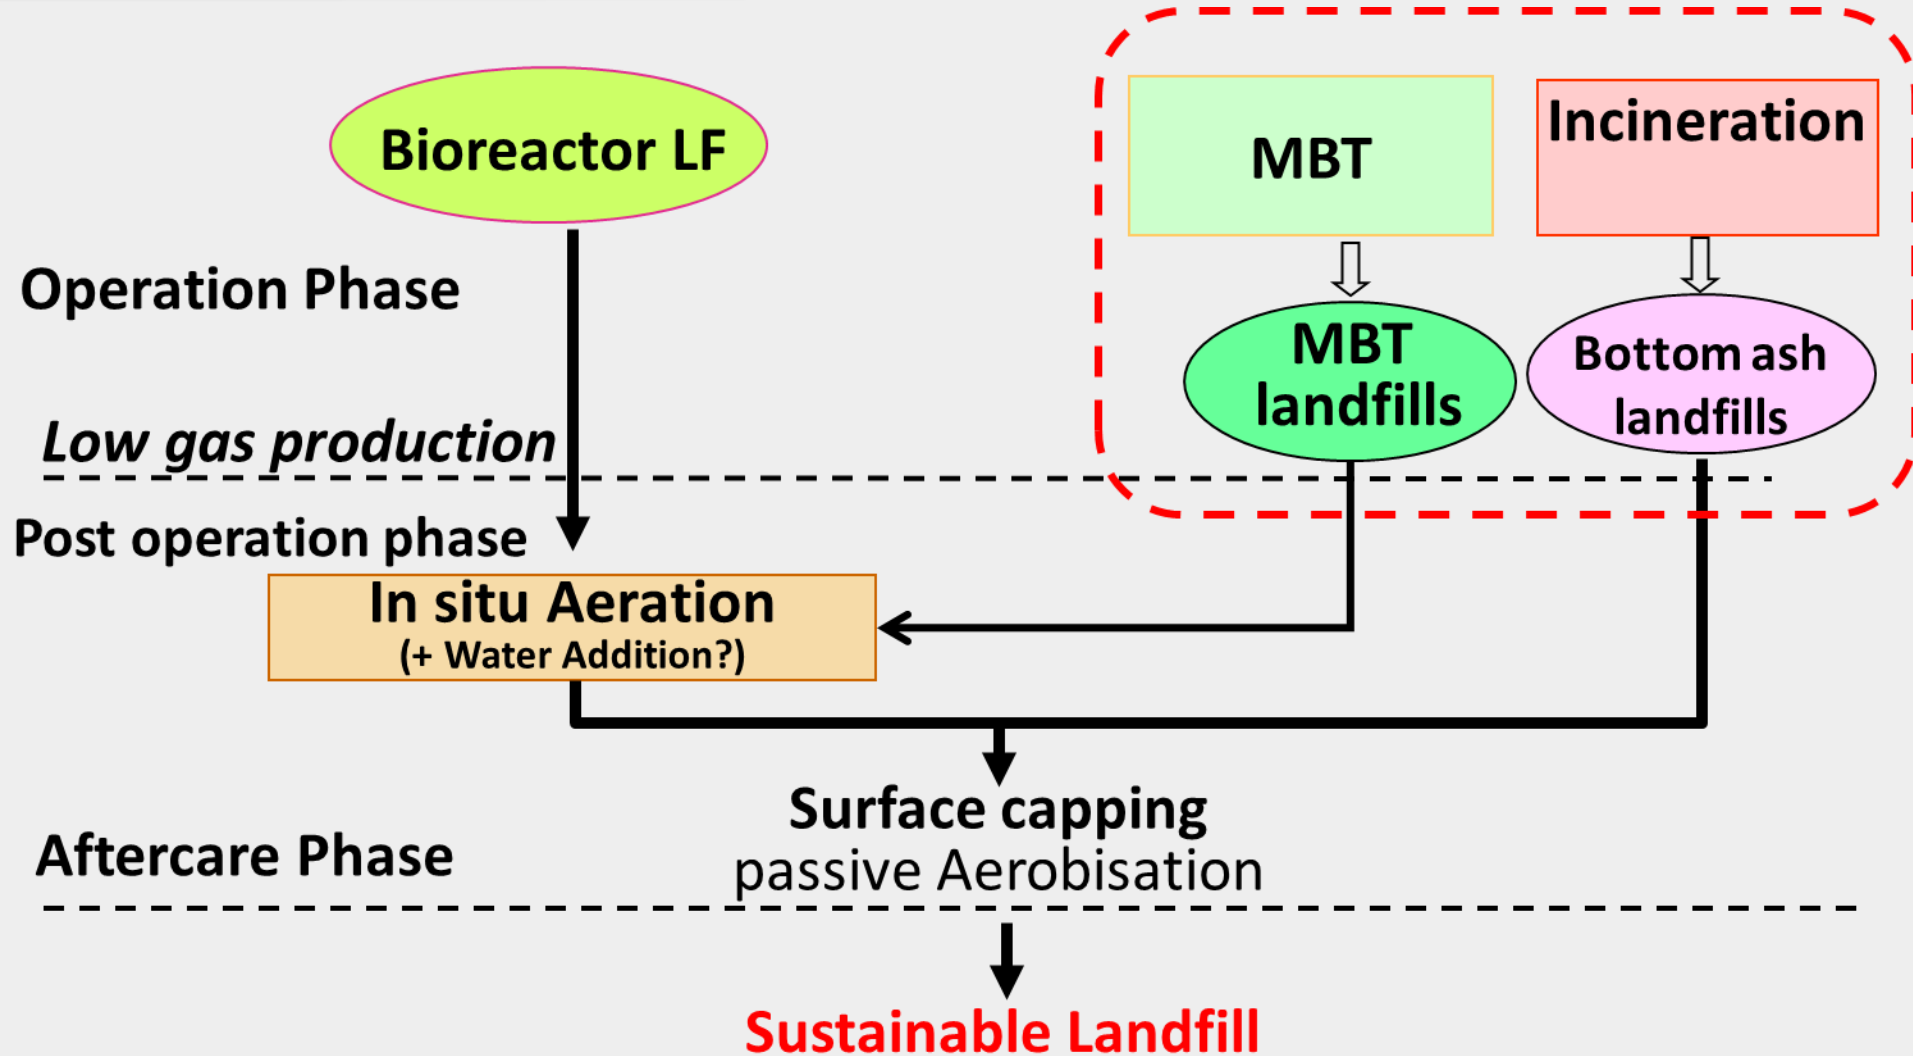 Bioreactor LF
MBT
Incineration
Operation Phase
MBT
landfills
Bottom ash
landfills
Low gas production
Post operation phase
In situ Aeration
(+ Water Addition?)
Surface capping
passive Aerobisation
Aftercare Phase
Sustainable Landfill